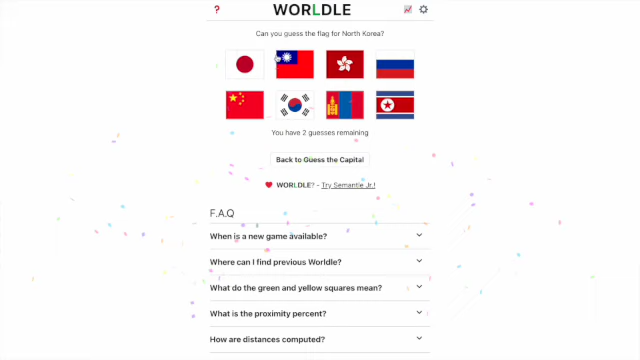 ?
WORLDLE
Can you guess the flag for North Korea?
You have 2 guesses remaining
Back to Guess the Capital
WORLDLE? - Try Semantle Jr.!
F.A.Q
When is a new game available?
Where can I find previous Worldle?
What do the green and yellow squares mean?
What is the proximity percent?
How are distances computed?